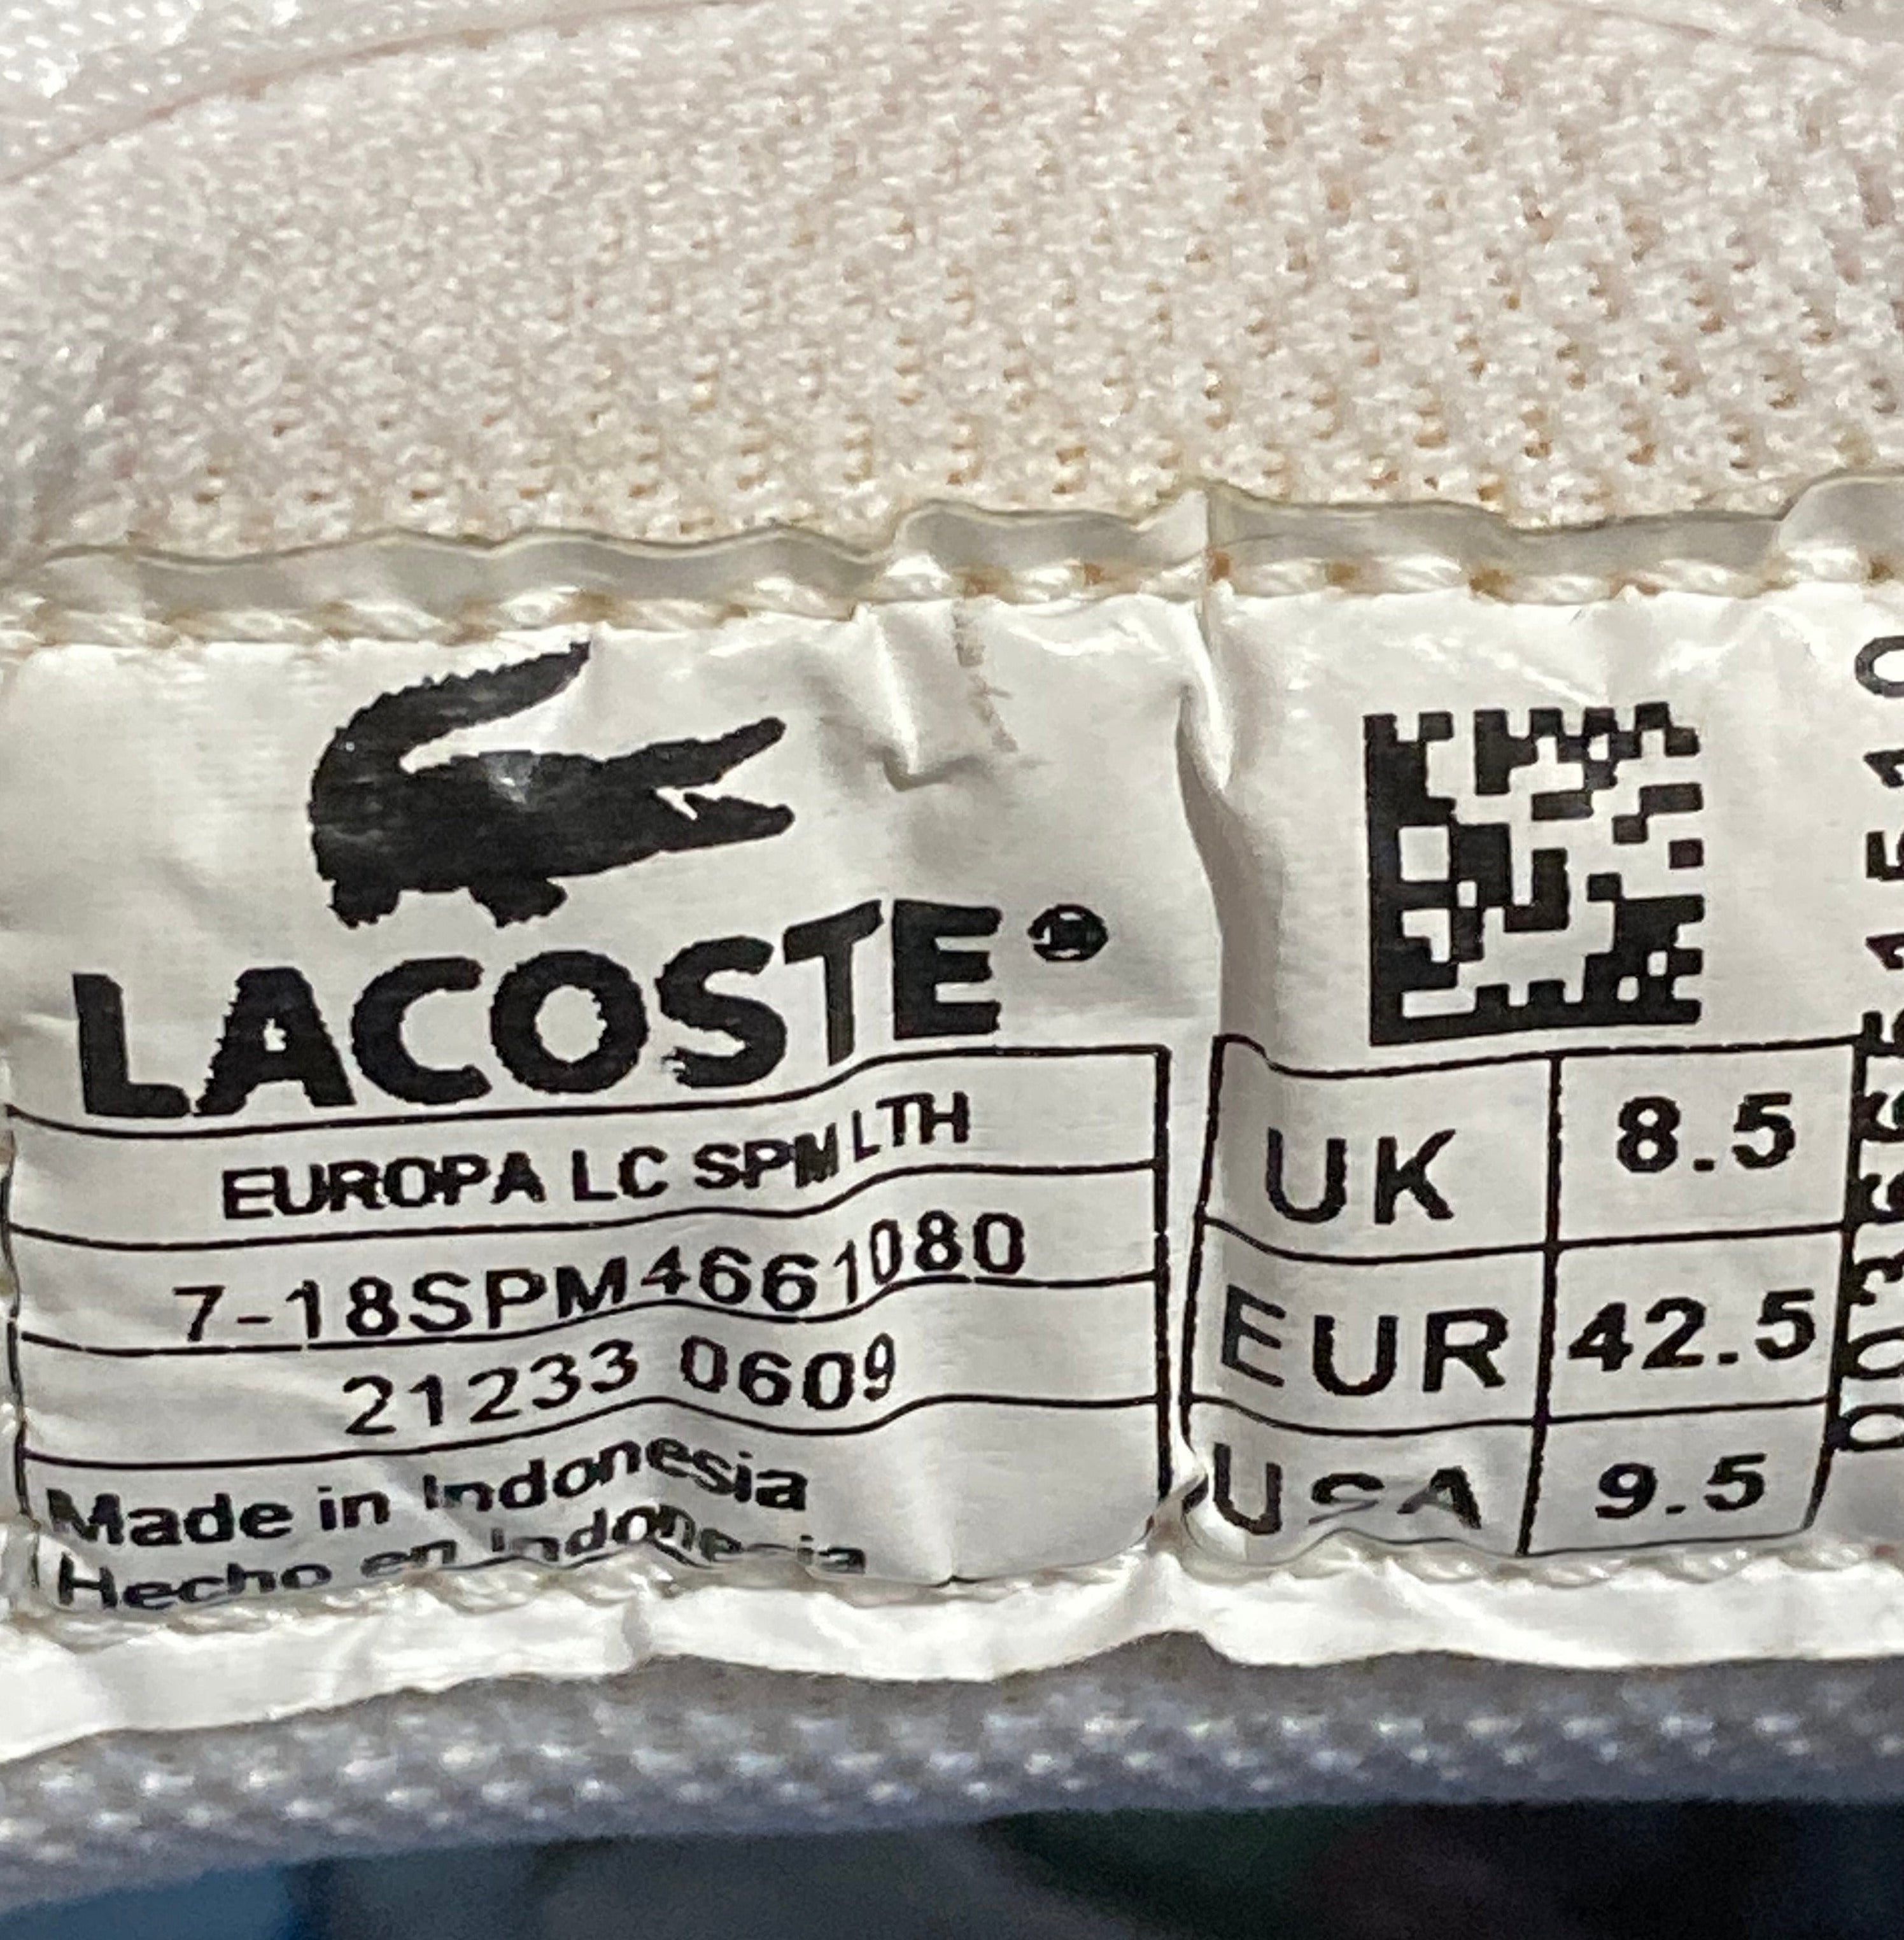 LACOSTE
EUROPA LC SPM LTH
7-18SPM4661080
21233 0609
Made in Indonesia
Hecho en Indonesia
UK 8.5
EUR 42.5
USA 9.5